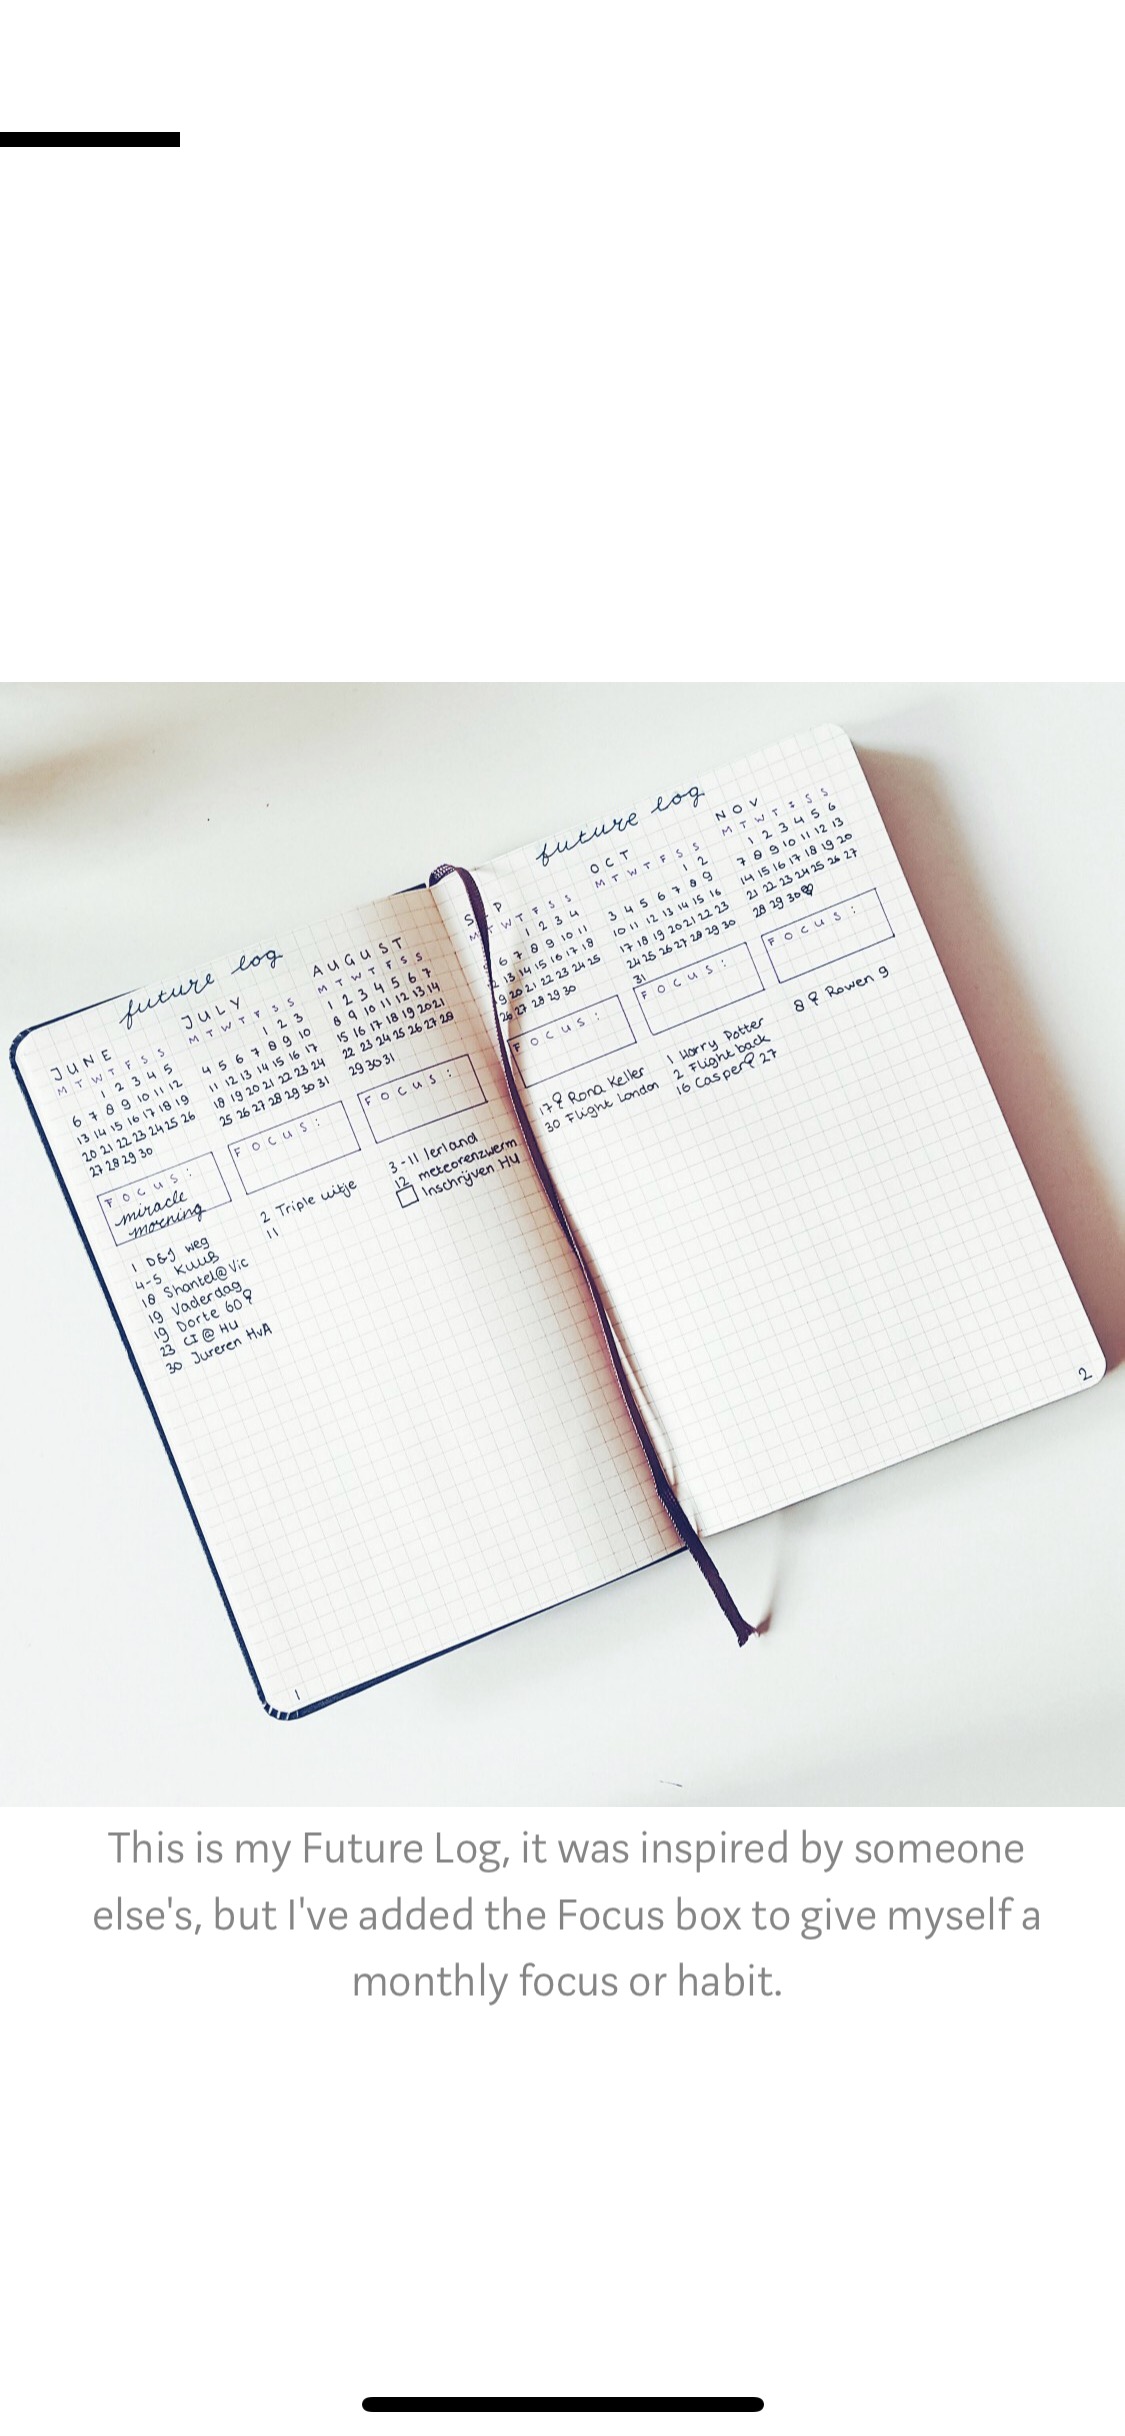 future log
JUNE
M T W T F S S
1 2 3 4 5
6 7 8 9 10 11 12
13 14 15 16 17 18 19
20 21 22 23 24 25 26
27 28 29 30
FOCUS:
miracle
morning
1 D&J weg
4-5 KUUB
18 Shantel@Vic
19 Vaderdag
19 Dorte 60
23 CI @ HU
30 Jureren HvA
JULY
M T W T F S S
1 2 3
4 5 6 7 8 9 10
11 12 13 14 15 16 17
18 19 20 21 22 23 24
25 26 27 28 29 30 31
FOCUS:
2 Triple uitje
11
AUGUST
M T W T F S S
1 2 3 4 5 6 7
8 9 10 11 12 13 14
15 16 17 18 19 20 21
22 23 24 25 26 27 28
29 30 31
FOCUS:
3-11 Ierland
12 meteorenzwerm
Inschrijven HU
1
future log
S P
M T W T F S S
1 2 3 4
6 7 8 9 10 11
13 14 15 16 17 18
19 20 21 22 23 24 25
26 27 28 29 30
FOCUS:
17 Rona Keller
30 Flight London
OCT
M T W T F S S
1 2
3 4 5 6 7 8 9
10 11 12 13 14 15 16
17 18 19 20 21 22 23
24 25 26 27 28 29 30
31
FOCUS:
1 Harry Potter
2 Flight back
16 Casper 27
NOV
M T W T F S S
1 2 3 4 5 6
7 8 9 10 11 12 13
14 15 16 17 18 19 20
21 22 23 24 25 26 27
28 29 30
FOCUS:
8 Rowen 9
2
This is my Future Log, it was inspired by someone
else's, but I've added the Focus box to give myself a
monthly focus or habit.